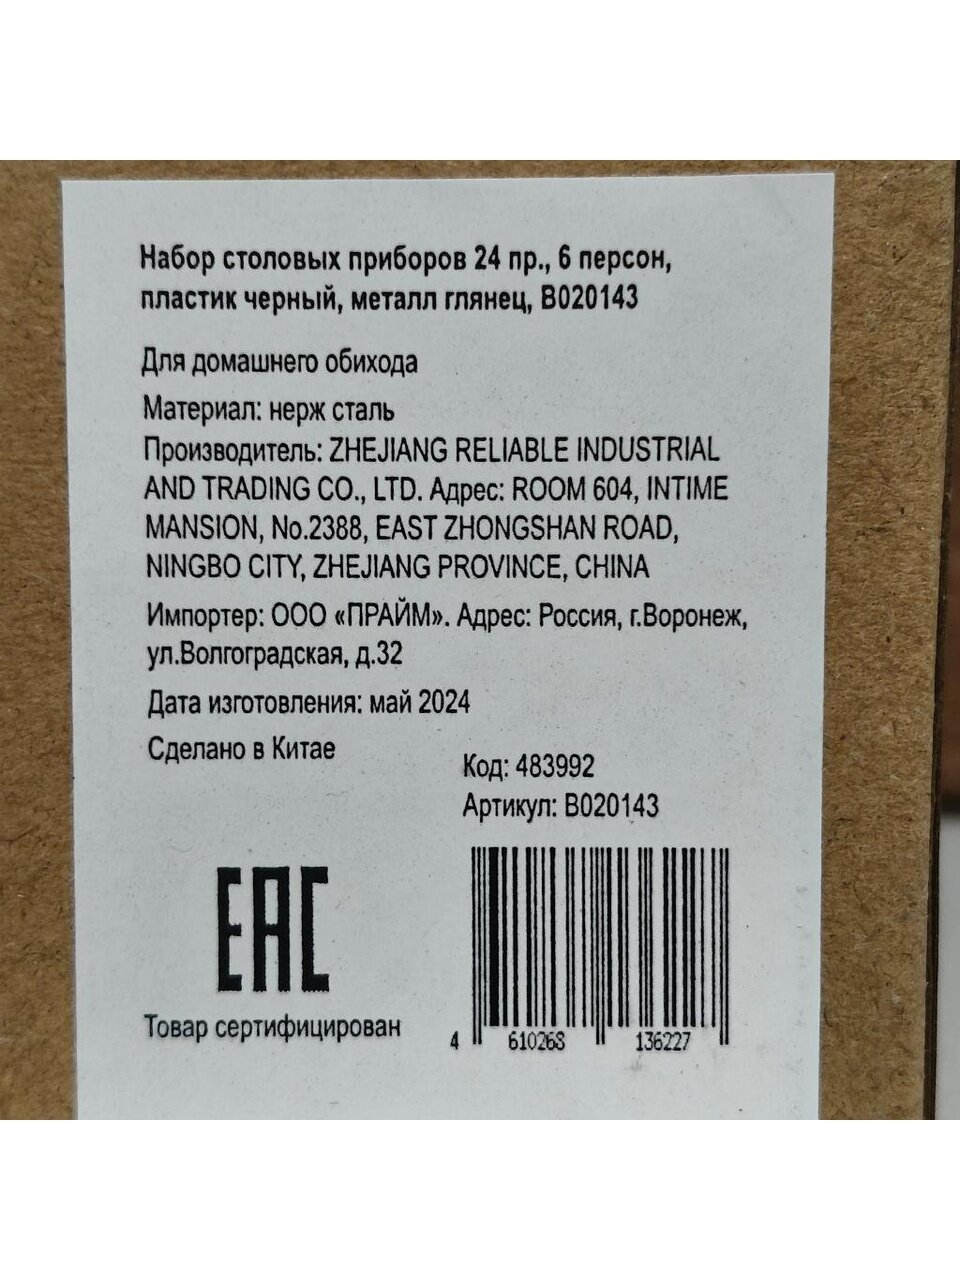 Набор столовых приборов 24 пр., 6 персон,
пластик черный, металл глянец, B020143
Для домашнего обихода
Материал: нерж сталь
Производитель: ZHEJIANG RELIABLE INDUSTRIAL
AND TRADING CO., LTD. Адрес: ROOM 604, INTIME
MANSION, No.2388, EAST ZHONGSHAN ROAD,
NINGBO CITY, ZHEJIANG PROVINCE, CHINA
Импортер: ООО «ПРАЙМ». Адрес: Россия, г.Воронеж,
ул.Волгоградская, д.32
Дата изготовления: май 2024
Сделано в Китае
Код: 483992
Артикул: B020143
EAC
Товар сертифицирован
4 610268 136227